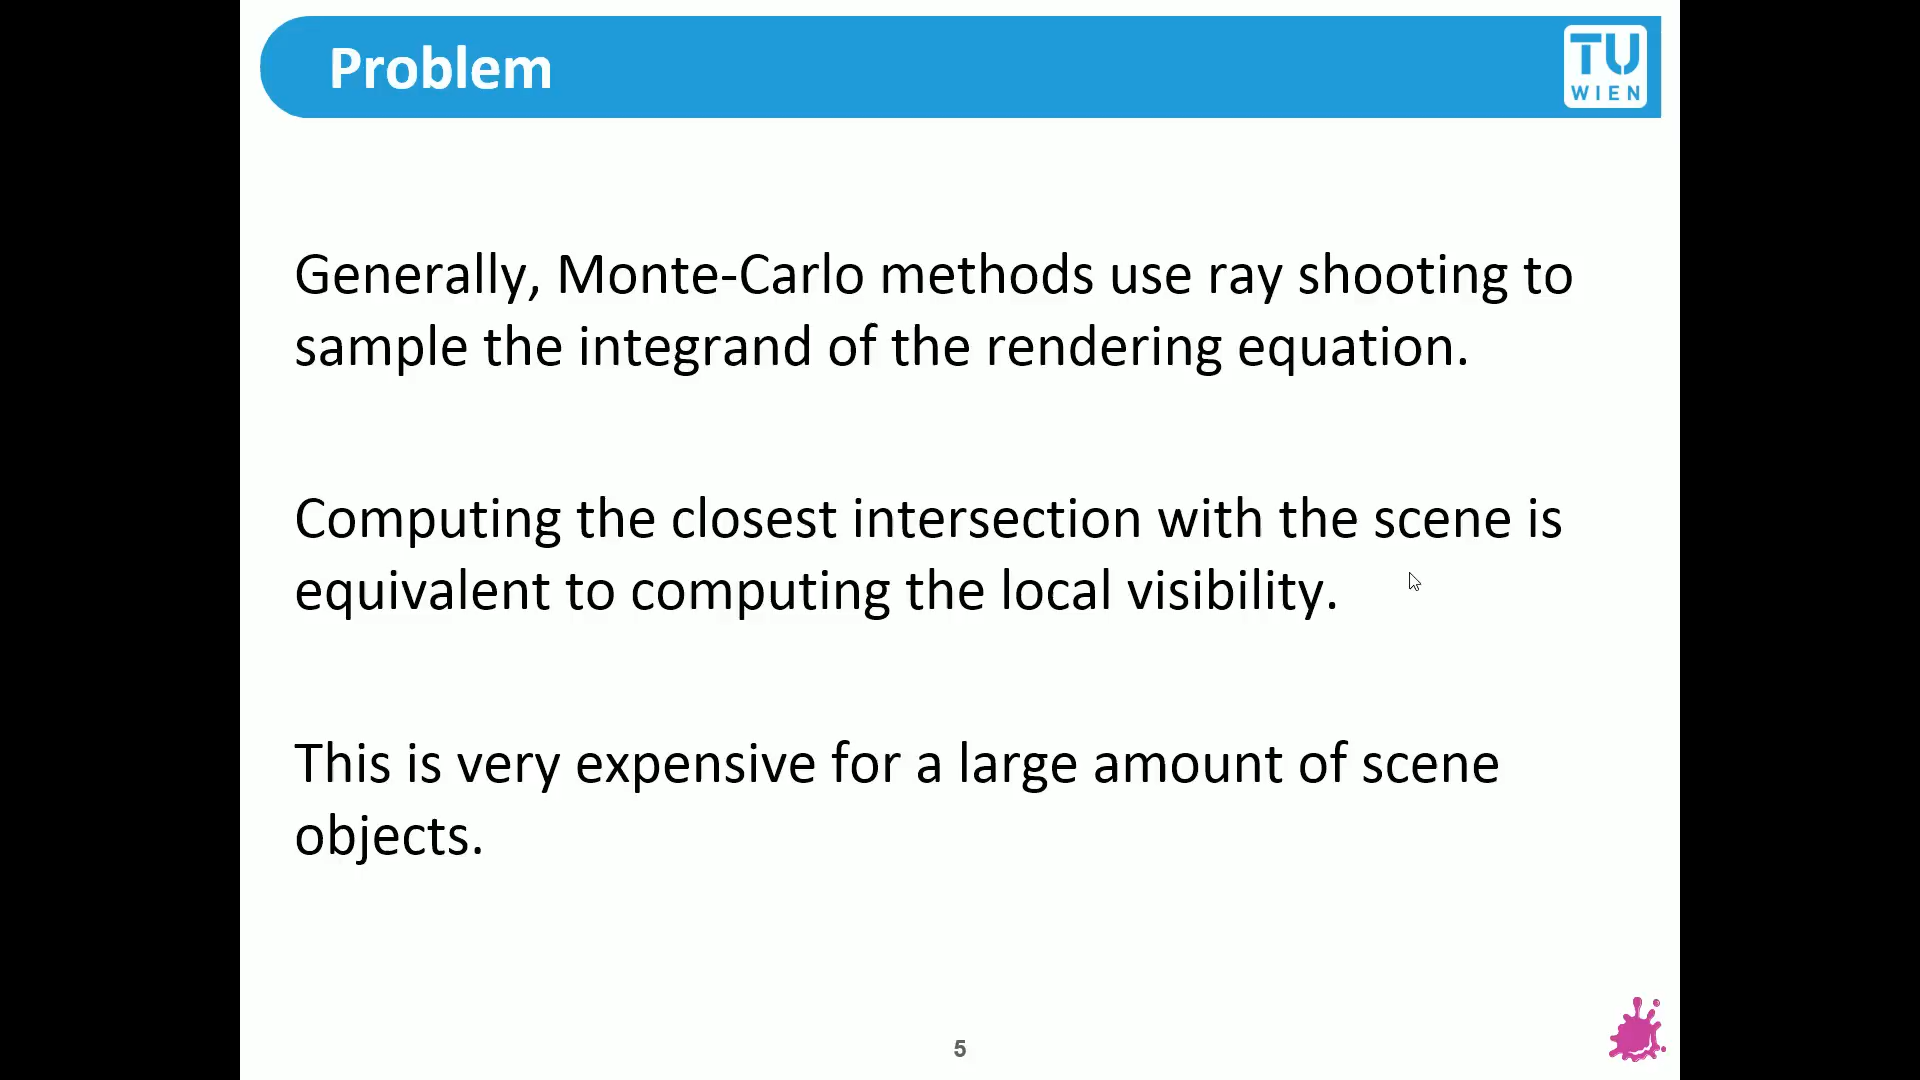 Problem
TU
WIEN
Generally, Monte-Carlo methods use ray shooting to
sample the integrand of the rendering equation.
Computing the closest intersection with the scene is
equivalent to computing the local visibility.
This is very expensive for a large amount of scene
objects.
5